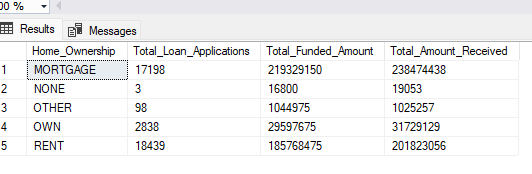 00 %
Results Messages
Home_Ownership Total_Loan_Applications Total_Funded_Amount Total_Amount_Received
1 MORTGAGE 17198 219329150 238474438
2 NONE 3 16800 19053
3 OTHER 98 1044975 1025257
4 OWN 2838 29597675 31729129
5 RENT 18439 185768475 201823056